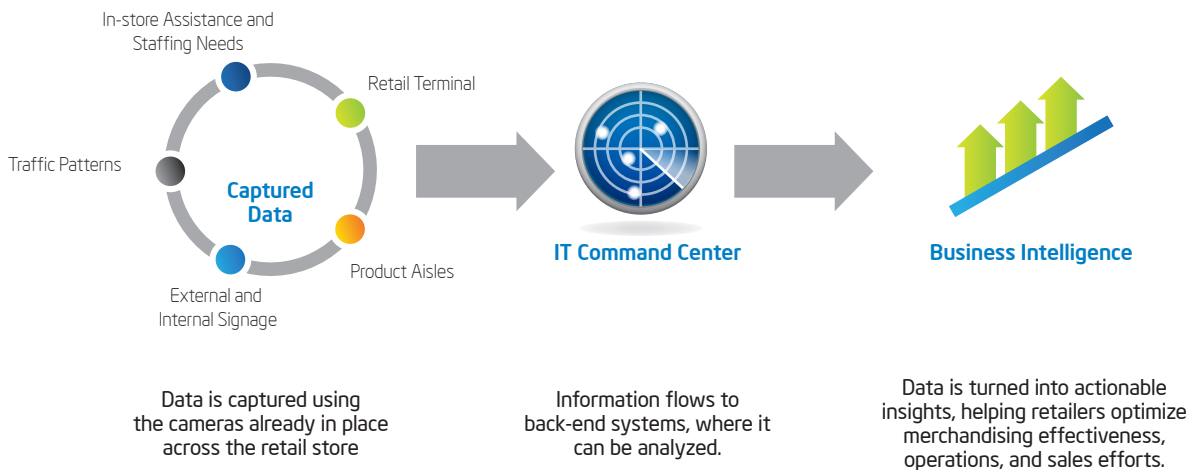 In-store Assistance and
Staffing Needs
Retail Terminal
Traffic Patterns
Captured
Data
Product Aisles
External and
Internal Signage
IT Command Center
Business Intelligence
Data is captured using
the cameras already in place
across the retail store
Information flows to
back-end systems, where it
can be analyzed.
Data is turned into actionable
insights, helping retailers optimize
merchandising effectiveness,
operations, and sales efforts.